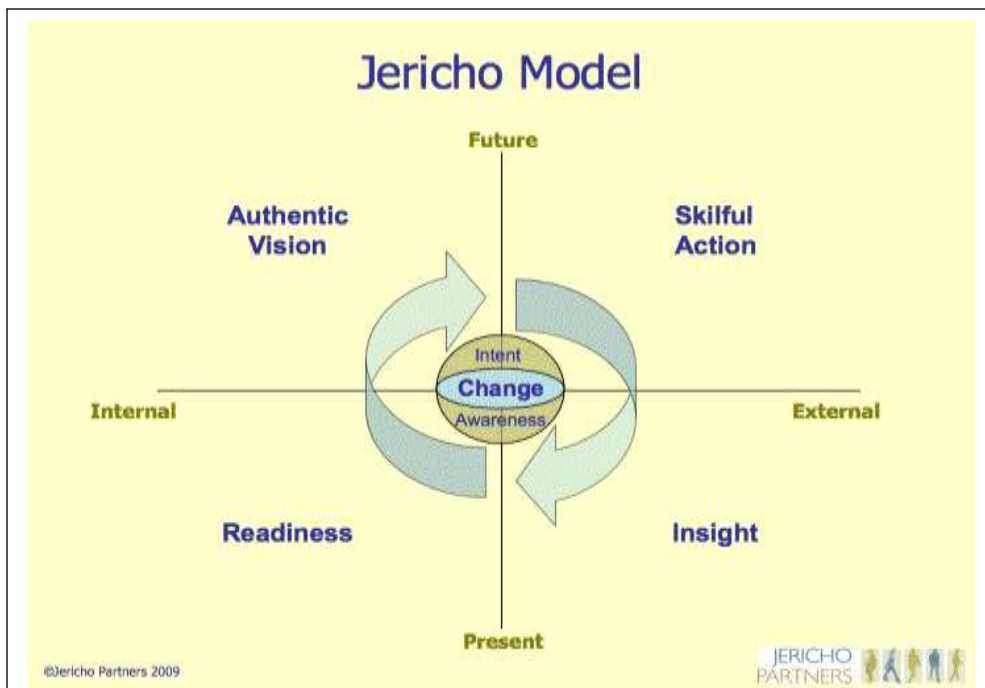 Jericho Model
Future
Authentic
Vision
Skilful
Action
Intent
Change
Awareness
Internal
External
Readiness
Insight
Present
©Jericho Partners 2009
JERICHO
PARTNERS